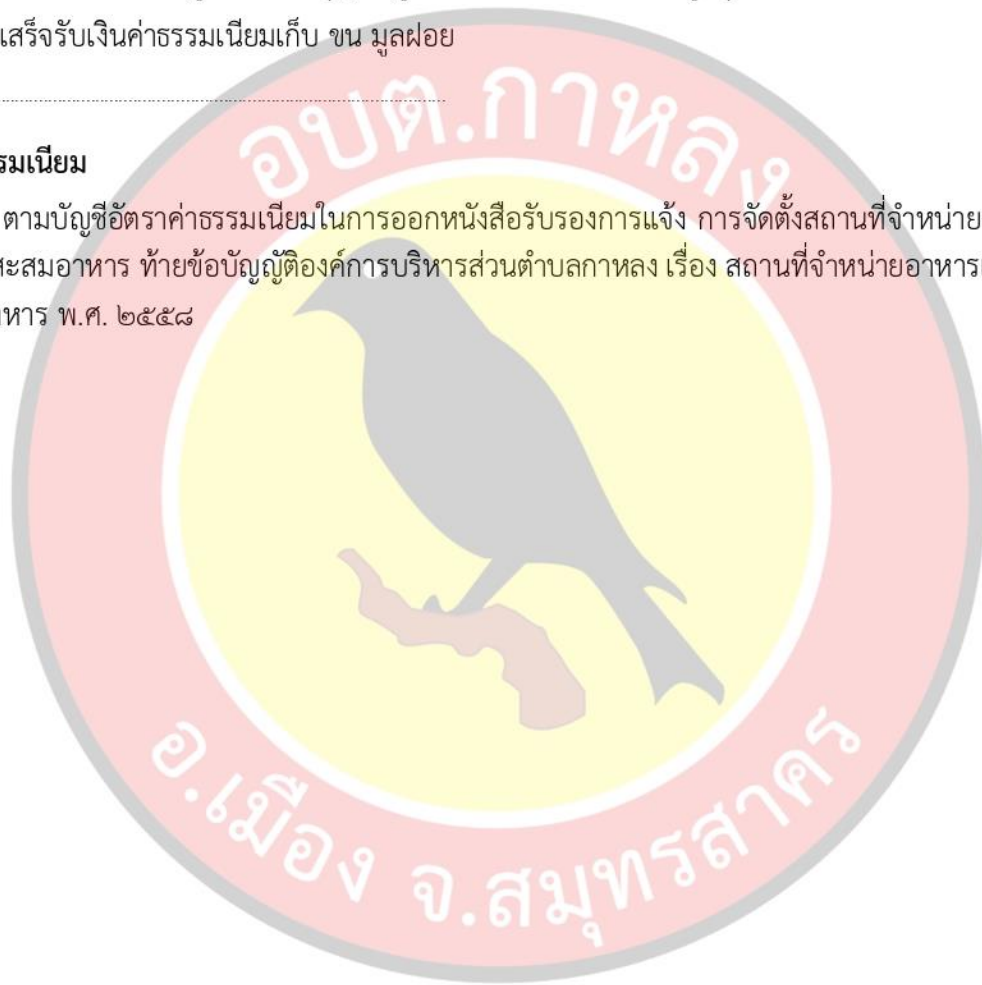 เสร็จรับเงินค่าธรรมเนียมเก็บ ขน มูลฝอย
รมเนียม
ตามบัญชีอัตราค่าธรรมเนียมในการออกหนังสือรับรองการแจ้ง การจัดตั้งสถานที่จำหน่าย
สะสมอาหาร ท้ายข้อบัญญัติองค์การบริหารส่วนตำบลกาหลง เรื่อง สถานที่จำหน่ายอาหาร
หาร พ.ศ. ๒๕๕๘
อบต.กาหลง
อ.เมือง จ.สมุทรสาคร